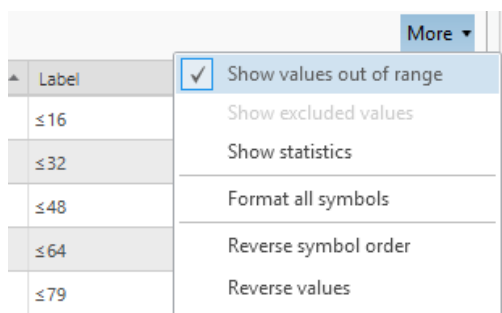 More
Label
Show values out of range
≤16
Show excluded values
≤32
Show statistics
≤48
Format all symbols
≤64
Reverse symbol order
≤79
Reverse values